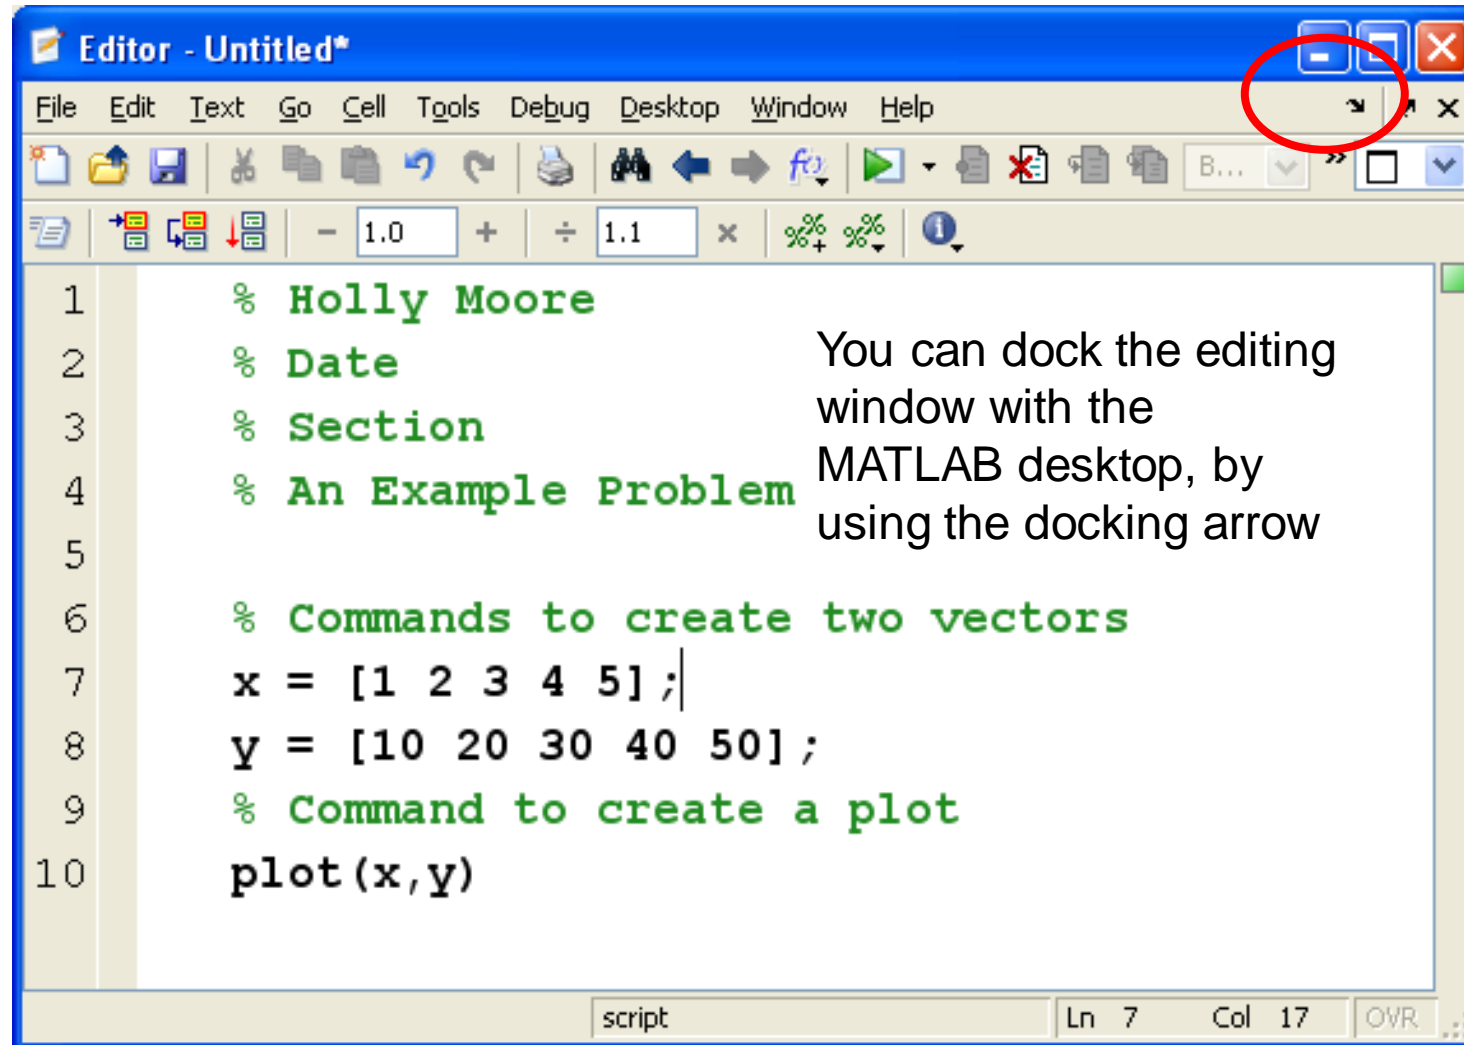 Editor - Untitled*
File Edit Text Go Cell Tools Debug Desktop Window Help
B...
1.0 1.1
1 % Holly Moore
2 % Date
3 % Section
4 % An Example Problem
5
6 % Commands to create two vectors
7 x = [1 2 3 4 5];
8 y = [10 20 30 40 50];
9 % Command to create a plot
10 plot(x,y)
You can dock the editing
window with the
MATLAB desktop, by
using the docking arrow
script Ln 7 Col 17 OVR